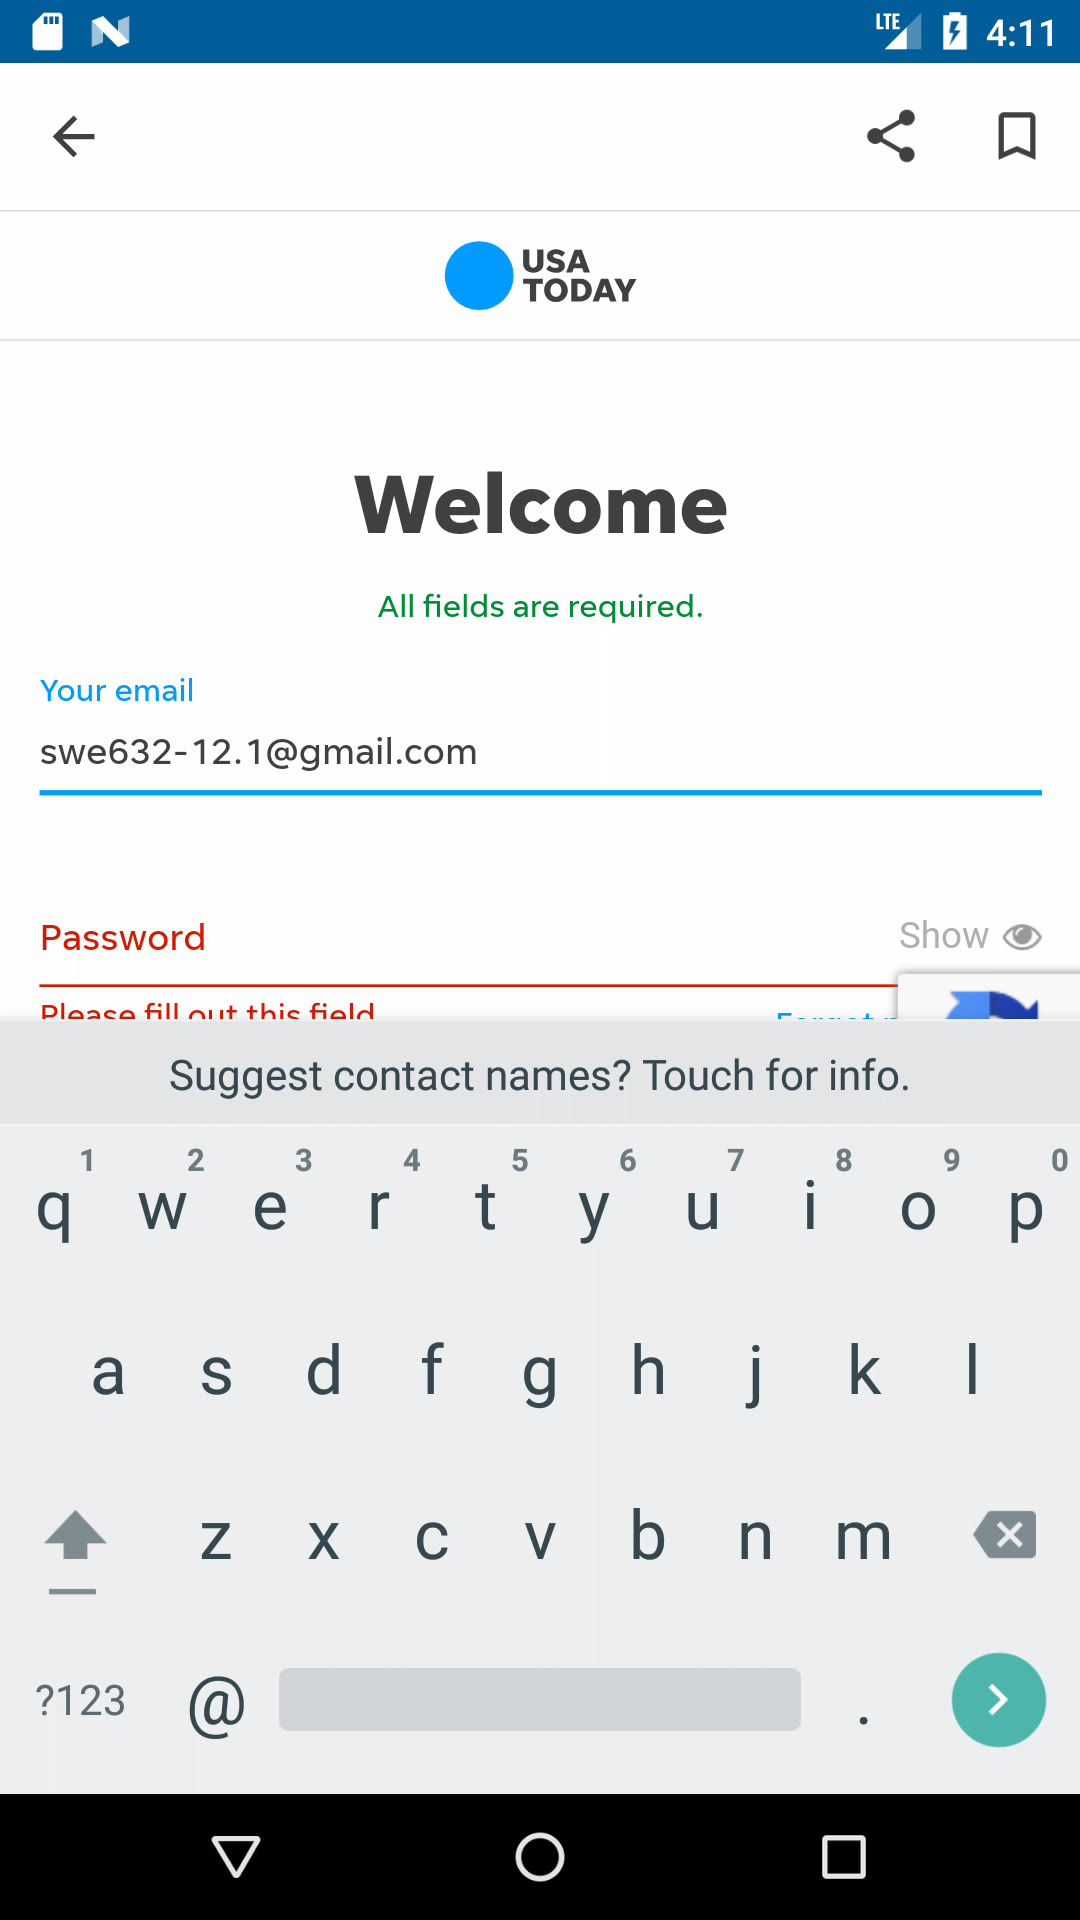 LTE 4:11
USA
TODAY
Welcome
All fields are required.
Your email
swe632-12.1@gmail.com
Password
Show
Please fill out this field
Forgot
Suggest contact names? Touch for info.
1 2 3 4 5 6 7 8 9 0
q w e r t y u i o p
a s d f g h j k l
z x c v b n m
?123 @ .